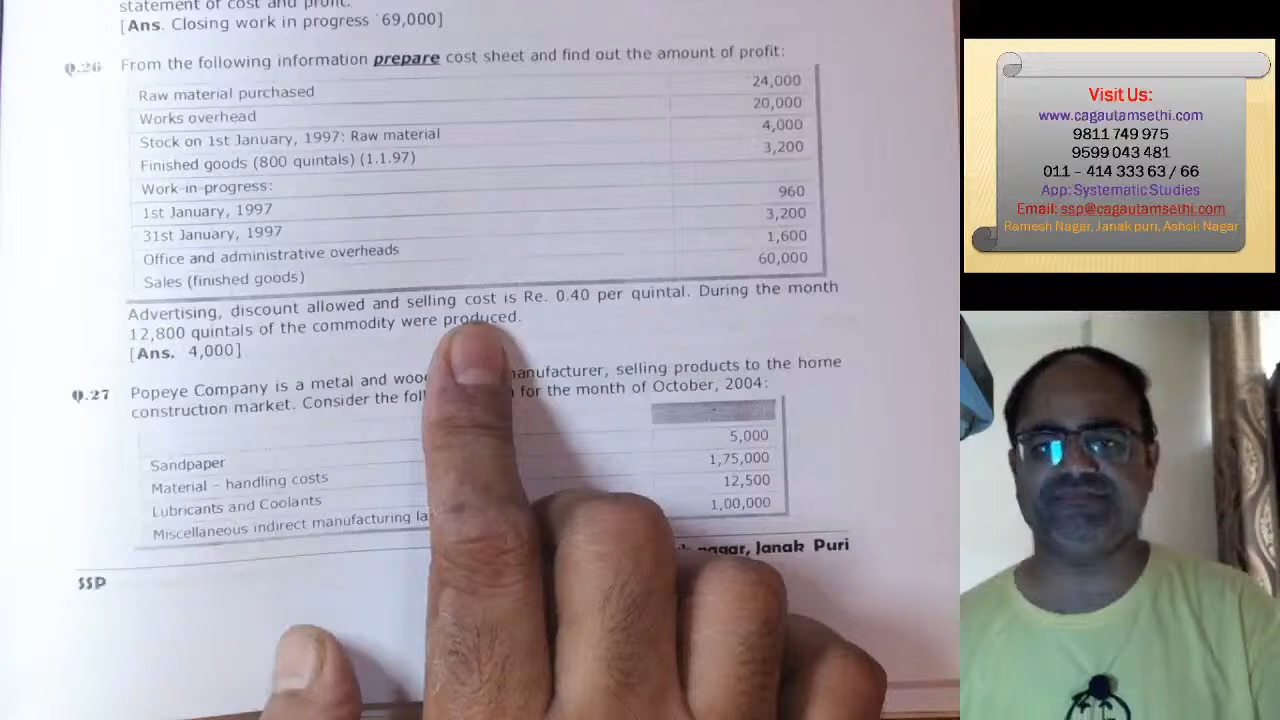 statement of cost and profit.
[Ans. Closing work in progress `69,000]
Q.26 From the following information prepare cost sheet and find out the amount of profit:
Raw material purchased 24,000
Works overhead 20,000
Stock on 1st January, 1997: Raw material 4,000
Finished goods (800 quintals) (1.1.97) 3,200
Work-in-progress:
1st January, 1997 960
31st January, 1997 3,200
Office and administrative overheads 1,600
Sales (finished goods) 60,000
Advertising, discount allowed and selling cost is Re. 0.40 per quintal. During the month
12,800 quintals of the commodity were produced.
[Ans. 4,000]
Q.27 Popeye Company is a metal and anufacturer, selling products to the home
construction market. Consider the for the month of October, 2004:
Sandpaper 5,000
Material – handling costs 1,75,000
Lubricants and Coolants 12,500
Miscellaneous indirect manufacturing 1,00,000
nagar, Janak Puri
SSP
Visit Us:
www.cagautamsethi.com
9811 749 975
9599 043 481
011 – 414 333 63 / 66
App: Systematic Studies
Email: ssp@cagautamsethi.com
Ramesh Nagar, Janak puri, Ashok Nagar